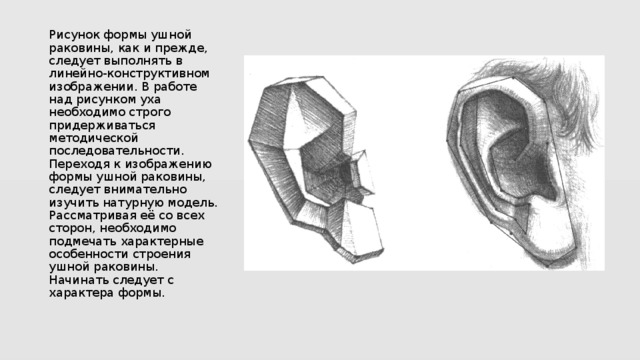 Рисунок формы ушной
раковины, как и прежде,
следует выполнять в
линейно-конструктивном
изображении. В работе
над рисунком уха
необходимо строго
придерживаться
методической
последовательности.
Переходя к изображению
формы ушной раковины,
следует внимательно
изучить натурную модель.
Рассматривая её со всех
сторон, необходимо
подмечать характерные
особенности строения
ушной раковины.
Начинать следует с
характера формы.